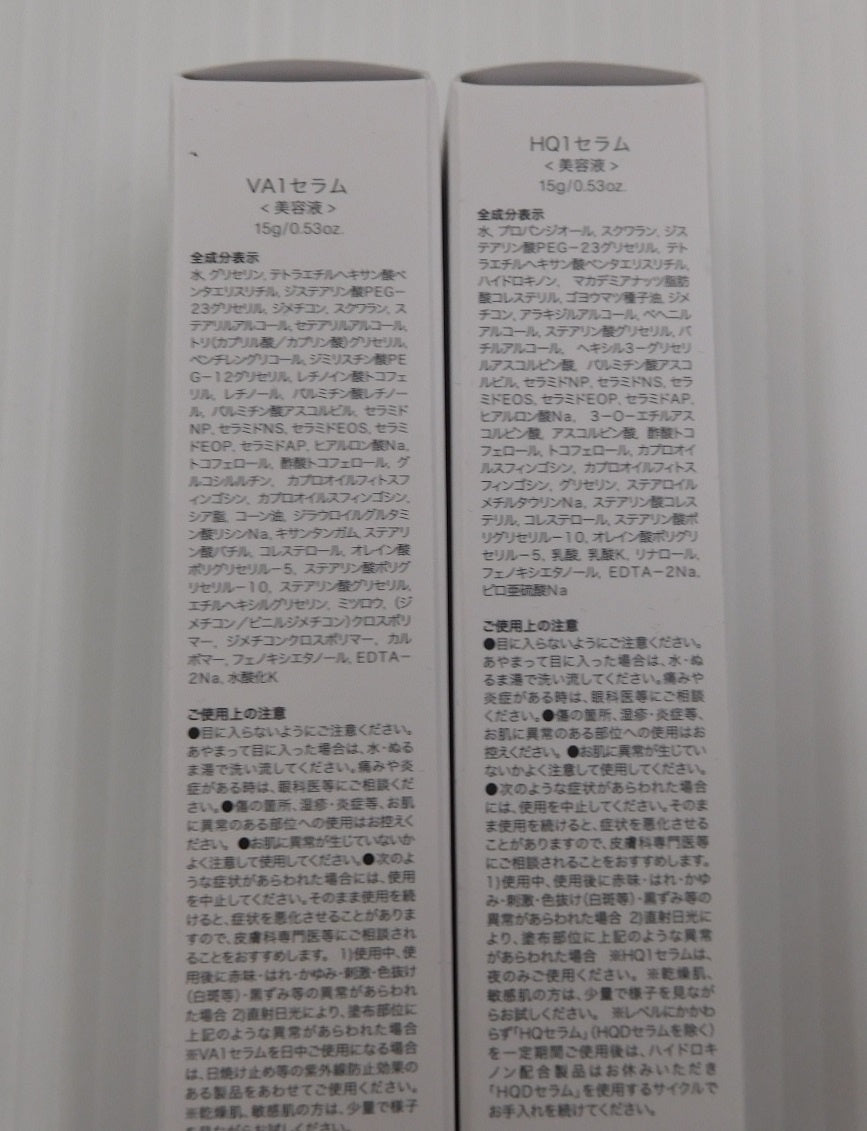 VA1セラム
<美容液>
15g/0.53oz.
全成分表示
水、グリセリン、テトラエチルヘキサン酸ペ
ンタエリスリチル、ジステアリン酸PEG-
23グリセリル、ジメチコン、スクワラン、ス
テアリルアルコール、セテアリルアルコール、
トリ(カプリル酸/カプリン酸)グリセリル、
ペンチレングリコール、ジミリスチン酸PE
G-12グリセリル、レチノイン酸トコフェ
リル、レチノール、パルミチン酸レチノー
ル、パルミチン酸アスコルビル、セラミド
NP、セラミドNS、セラミドEOS、セラミ
ドEOP、セラミドAP、ヒアルロン酸Na、
トコフェロール、酢酸トコフェロール、グル
コシルルチン、カプロオイルフィトスフ
ィンゴシン、カプロオイルスフィンゴシン、
シア脂、コーン油、ジラウロイルグルタミ
ン酸リシンNa、キサンタンガム、ステアリ
ン酸バチル、コレステロール、オレイン酸
ポリグリセリル-5、ステアリン酸ポリグ
リセリル-10、ステアリン酸グリセリル、
エチルヘキシルグリセリン、ミツロウ、(ジ
メチコン/ビニルジメチコン)クロスポリ
マー、ジメチコンクロスポリマー、カル
ボマー、フェノキシエタノール、EDTA-
2Na、水酸化K
ご使用上の注意
●目に入らないようにご注意ください。
あやまって目に入った場合は、水・ぬる
ま湯で洗い流してください。痛みや炎
症がある時は、眼科医等にご相談くだ
さい。●傷の箇所、湿疹・炎症等、お肌
に異常のある部位への使用はお控えく
ださい。●お肌に異常が生じていないか
よく注意して使用してください。●次のよ
うな症状があらわれた場合には、使用
を中止してください。そのまま使用を続
けると、症状を悪化させることがありま
すので、皮膚科専門医等にご相談され
ることをおすすめします。 1)使用中、使
用後に赤味・はれ・かゆみ・刺激・色抜け
(白斑等)・黒ずみ等の異常があらわれ
た場合 2)直射日光により、塗布部位に
上記のような異常があらわれた場合
※VA1セラムを日中ご使用になる場合
は、日焼け止め等の紫外線防止効果の
ある製品をあわせてご使用ください。
※乾燥肌、敏感肌の方は、少量で様子
を見ながらお試しください。
HQ1セラム
<美容液>
15g/0.53oz.
全成分表示
水、プロパンジオール、スクワラン、ジス
テアリン酸PEG-23グリセリル、テト
ラエチルヘキサン酸ペンタエリスリチル、
ハイドロキノン、マカデミアナッツ脂肪
酸コレステリル、ゴヨウマツ種子油、ジメ
チコン、アラキジルアルコール、ベヘニル
アルコール、ステアリン酸グリセリル、バ
チルアルコール、ヘキシル3-グリセリ
ルアスコルビン酸、パルミチン酸アスコ
ルビル、セラミドNP、セラミドNS、セラ
ミドEOS、セラミドEOP、セラミドAP、
ヒアルロン酸Na、3-O-エチルアス
コルビン酸、アスコルビン酸、酢酸トコ
フェロール、トコフェロール、カプロオイ
ルスフィンゴシン、カプロオイルフィトス
フィンゴシン、グリセリン、ステアロイル
メチルタウリンNa、ステアリン酸コレス
テリル、コレステロール、ステアリン酸ポ
リグリセリル-10、オレイン酸ポリグリ
セリル-5、乳酸、乳酸K、リナロール、
フェノキシエタノール、EDTA-2Na、
ピロ亜硫酸Na
ご使用上の注意
●目に入らないようにご注意ください。
あやまって目に入った場合は、水・ぬ
るま湯で洗い流してください。痛みや
炎症がある時は、眼科医等にご相談
ください。●傷の箇所、湿疹・炎症等、
お肌に異常のある部位への使用はお
控えください。●お肌に異常が生じてい
ないかよく注意して使用してください。
●次のような症状があらわれた場合
には、使用を中止してください。そのま
ま使用を続けると、症状を悪化させる
ことがありますので、皮膚科専門医等
にご相談されることをおすすめします。
1)使用中、使用後に赤味・はれ・かゆ
み・刺激・色抜け(白斑等)・黒ずみ等の
異常があらわれた場合 2)直射日光に
より、塗布部位に上記のような異常
があらわれた場合 ※HQ1セラムは、
夜のみご使用ください。※乾燥肌、
敏感肌の方は、少量で様子を見なが
らお試しください。※レベルにかかわ
らず「HQセラム」(HQDセラムを除く)
を一定期間ご使用後は、ハイドロキ
ノン配合製品はお休みいただき
「HQDセラム」を使用するサイクルで
お手入れを続けてください。